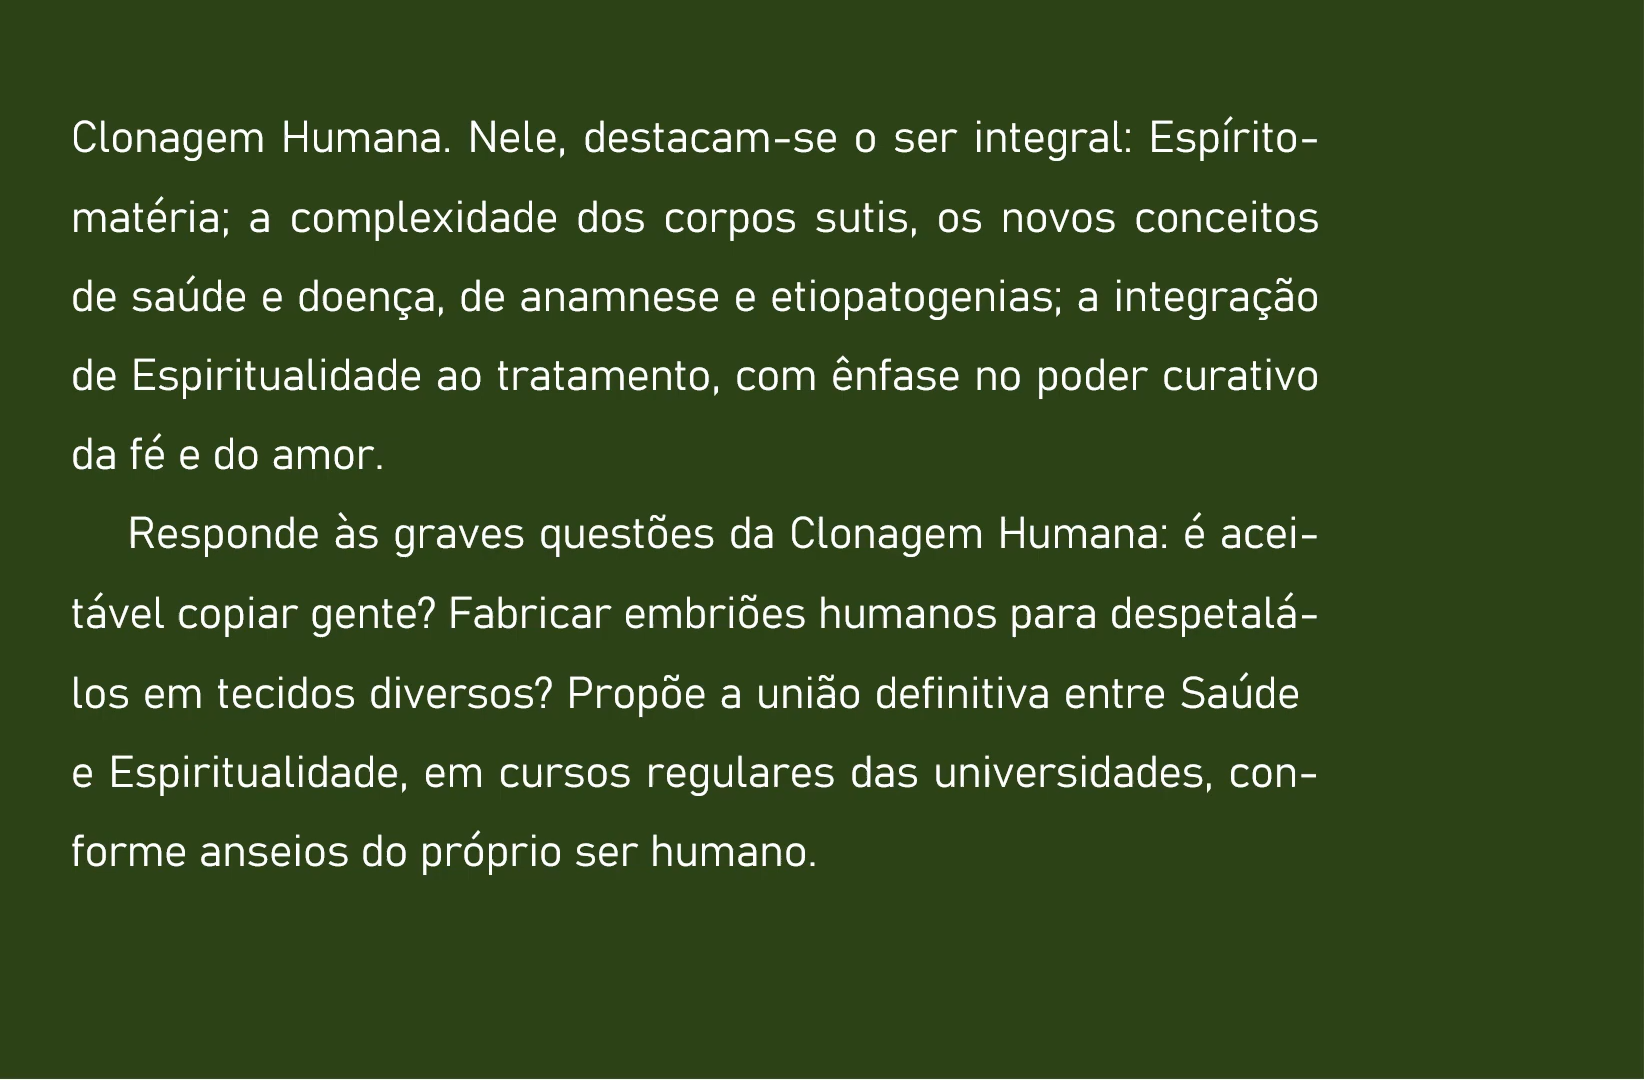 Clonagem Humana. Nele, destacam-se o ser integral: Espírito-
matéria; a complexidade dos corpos sutis, os novos conceitos
de saúde e doença, de anamnese e etiopatogenias; a integração
de Espiritualidade ao tratamento, com ênfase no poder curativo
da fé e do amor.
Responde às graves questões da Clonagem Humana: é acei-
tável copiar gente? Fabricar embriões humanos para despetalá-
los em tecidos diversos? Propõe a união definitiva entre Saúde
e Espiritualidade, em cursos regulares das universidades, con-
forme anseios do próprio ser humano.